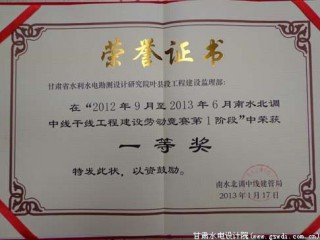 荣誉证书
甘肃省水利水电勘测设计研究院叶县段工程建设监理部：
在“2012年9月至2013年6月南水北调
中线干线工程建设劳动竞赛第1阶段”中荣获
一等奖
特发此状，以资鼓励。
南水北调中线建管局
2013年1月17日
甘肃水电设计院 (www.gswdi.com.cn)